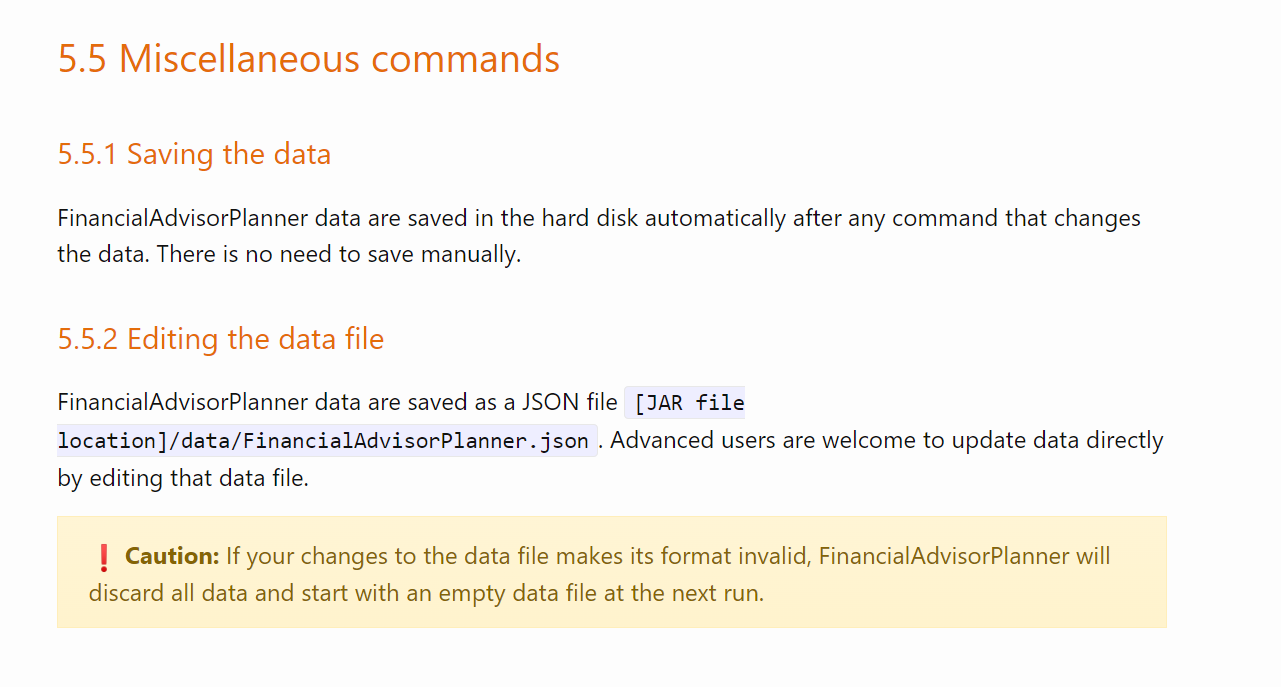 5.5 Miscellaneous commands
5.5.1 Saving the data
FinancialAdvisorPlanner data are saved in the hard disk automatically after any command that changes
the data. There is no need to save manually.
5.5.2 Editing the data file
FinancialAdvisorPlanner data are saved as a JSON file [JAR file
location]/data/FinancialAdvisorPlanner.json. Advanced users are welcome to update data directly
by editing that data file.
❗ Caution: If your changes to the data file makes its format invalid, FinancialAdvisorPlanner will
discard all data and start with an empty data file at the next run.